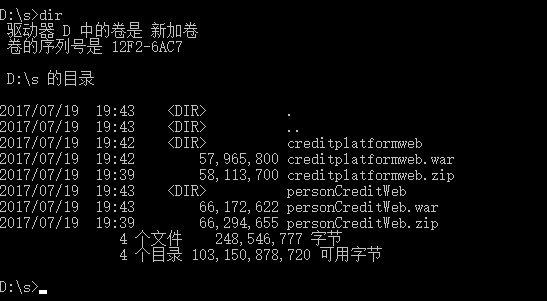 D:\s>dir
驱动器 D 中的卷是 新加卷
卷的序列号是 12F2-6AC7
D:\s 的目录
2017/07/19  19:43    <DIR>          .
2017/07/19  19:43    <DIR>          ..
2017/07/19  19:42    <DIR>          creditplatformweb
2017/07/19  19:42        57,965,800 creditplatformweb.war
2017/07/19  19:39        58,113,700 creditplatformweb.zip
2017/07/19  19:43    <DIR>          personCreditWeb
2017/07/19  19:43        66,172,622 personCreditWeb.war
2017/07/19  19:39        66,294,655 personCreditWeb.zip
4 个文件    248,546,777 字节
4 个目录 103,150,878,720 可用字节
D:\s>